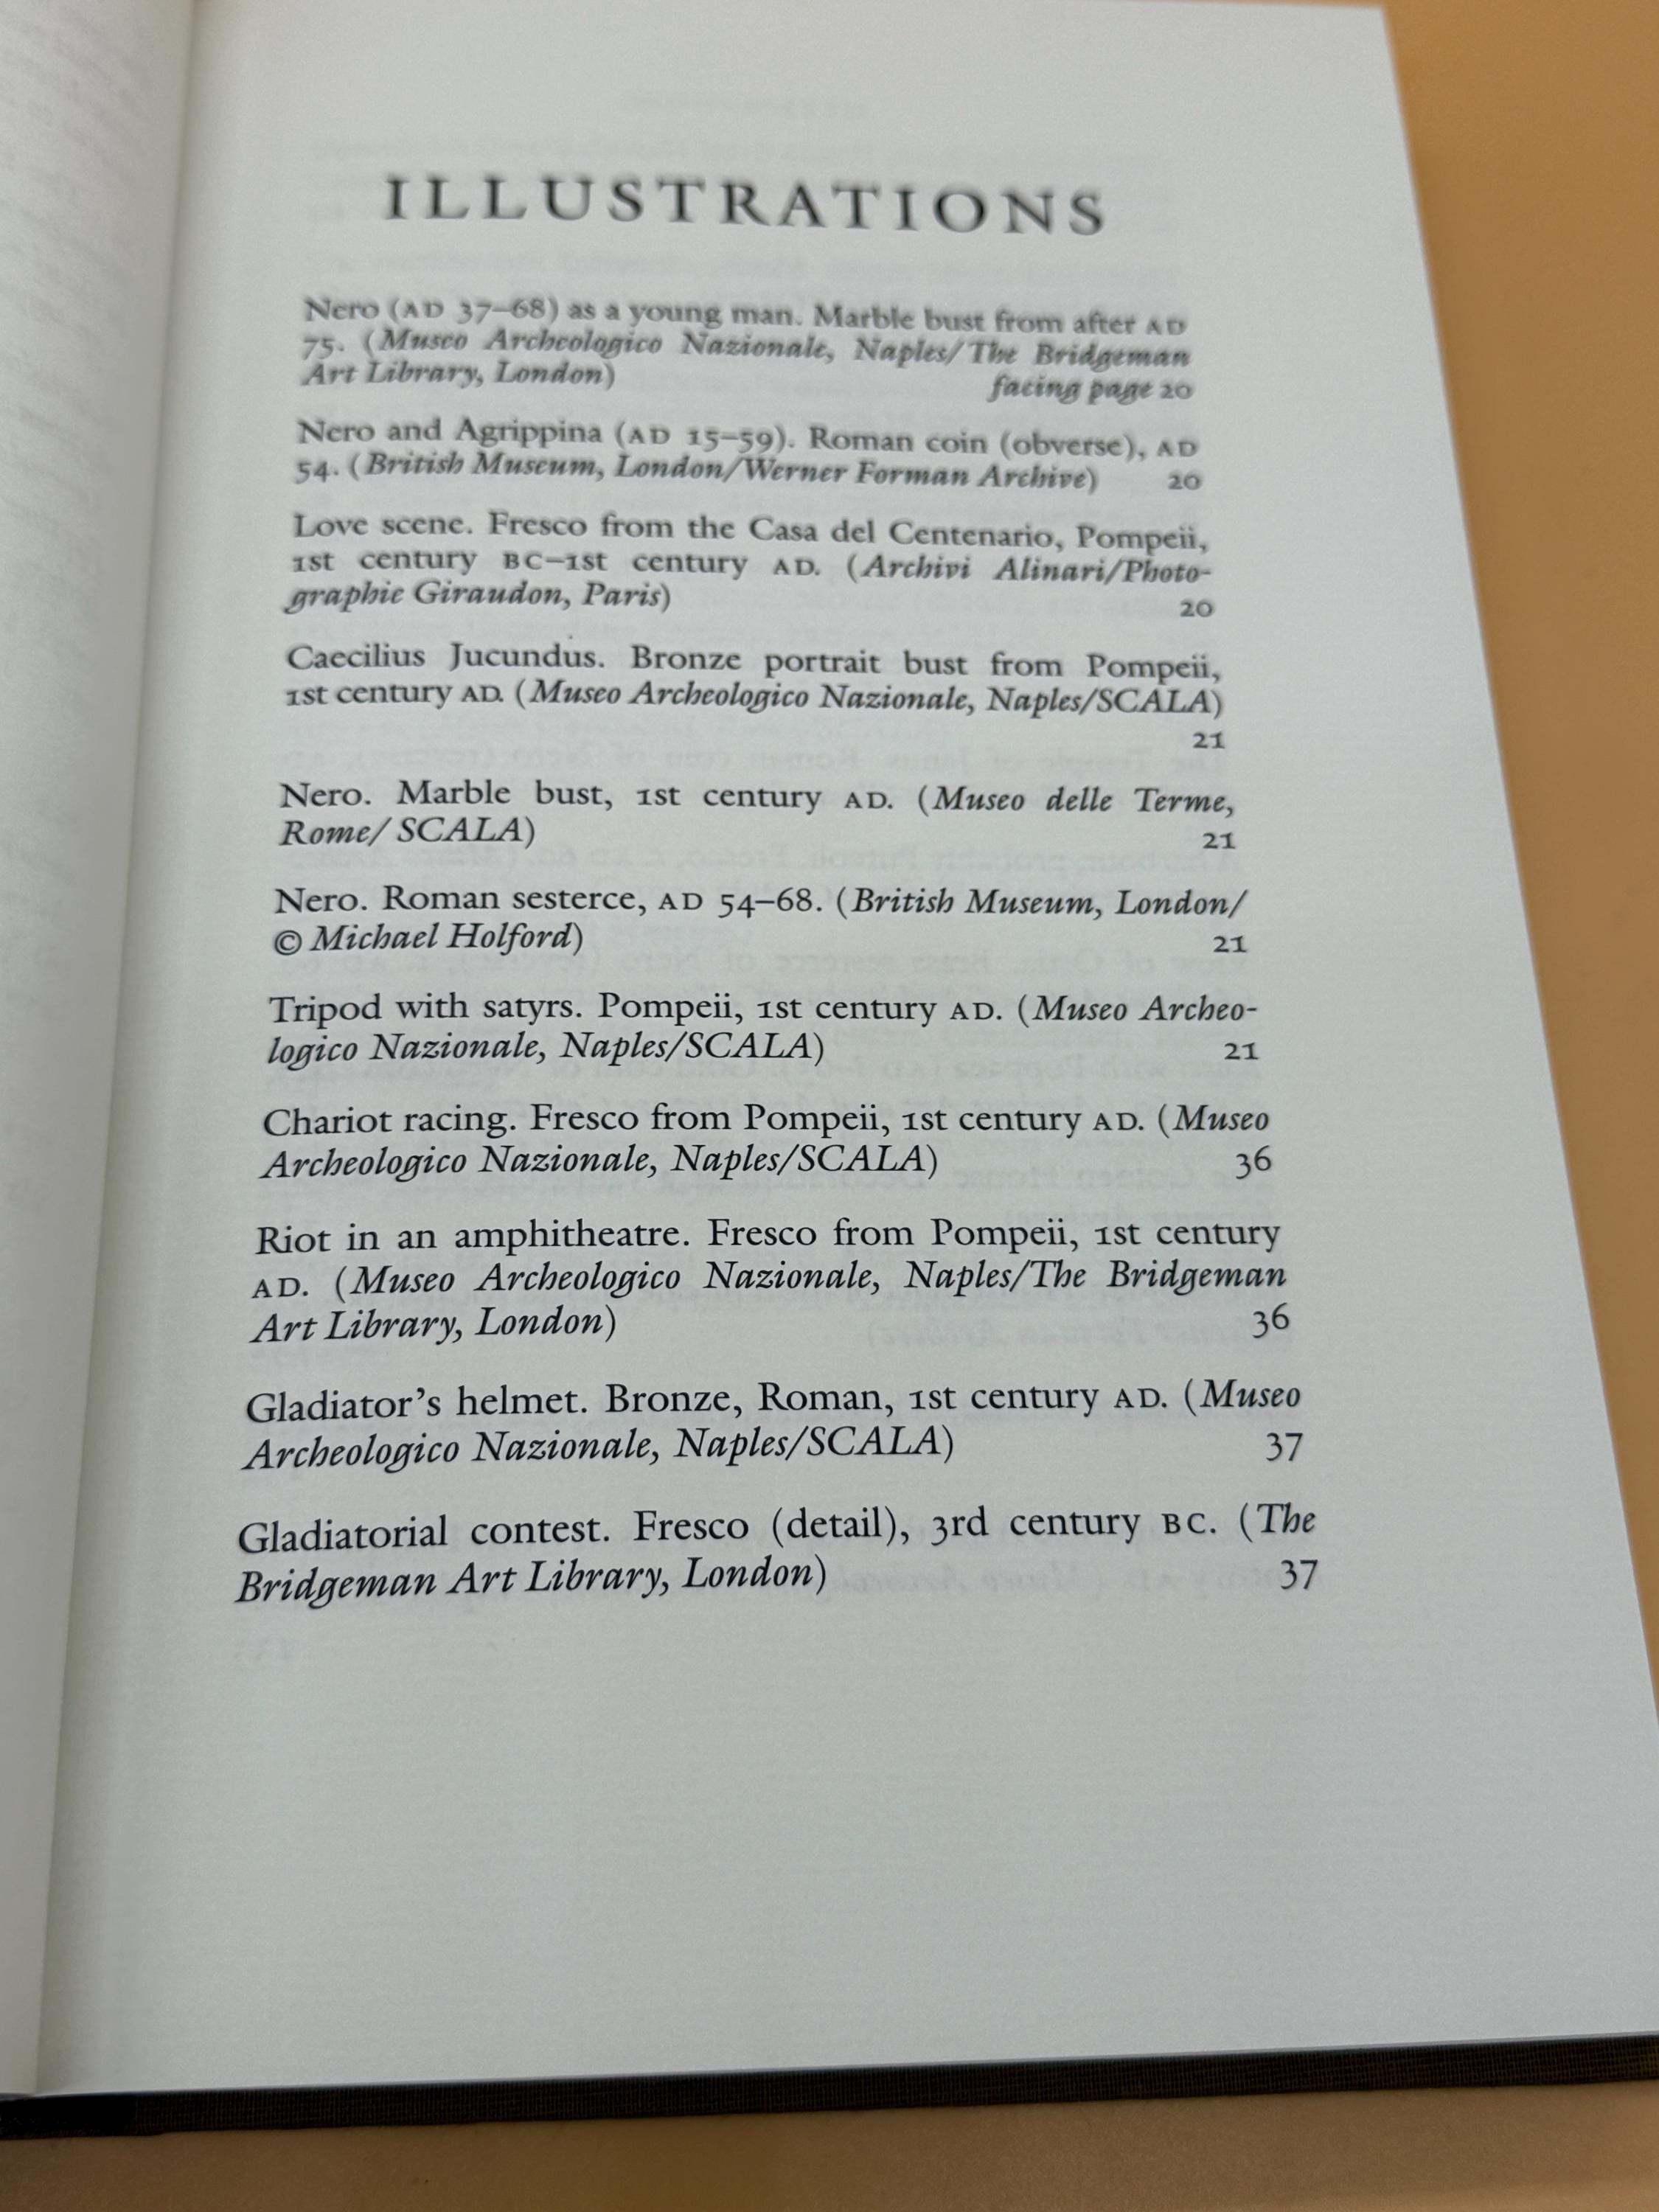 ILLUSTRATIONS
Nero (AD 37–68) as a young man. Marble bust from after AD
75. (Museo Archeologico Nazionale, Naples/The Bridgeman
Art Library, London) facing page 20
Nero and Agrippina (AD 15–59). Roman coin (obverse), AD
54. (British Museum, London/Werner Forman Archive) 20
Love scene. Fresco from the Casa del Centenario, Pompeii,
1st century BC–1st century AD. (Archivi Alinari/Photo-
graphie Giraudon, Paris) 20
Caecilius Jucundus. Bronze portrait bust from Pompeii,
1st century AD. (Museo Archeologico Nazionale, Naples/SCALA)
21
Nero. Marble bust, 1st century AD. (Museo delle Terme,
Rome/ SCALA) 21
Nero. Roman sesterce, AD 54–68. (British Museum, London/
© Michael Holford) 21
Tripod with satyrs. Pompeii, 1st century AD. (Museo Archeo-
logico Nazionale, Naples/SCALA) 21
Chariot racing. Fresco from Pompeii, 1st century AD. (Museo
Archeologico Nazionale, Naples/SCALA) 36
Riot in an amphitheatre. Fresco from Pompeii, 1st century
AD. (Museo Archeologico Nazionale, Naples/The Bridgeman
Art Library, London) 36
Gladiator’s helmet. Bronze, Roman, 1st century AD. (Museo
Archeologico Nazionale, Naples/SCALA) 37
Gladiatorial contest. Fresco (detail), 3rd century BC. (The
Bridgeman Art Library, London) 37